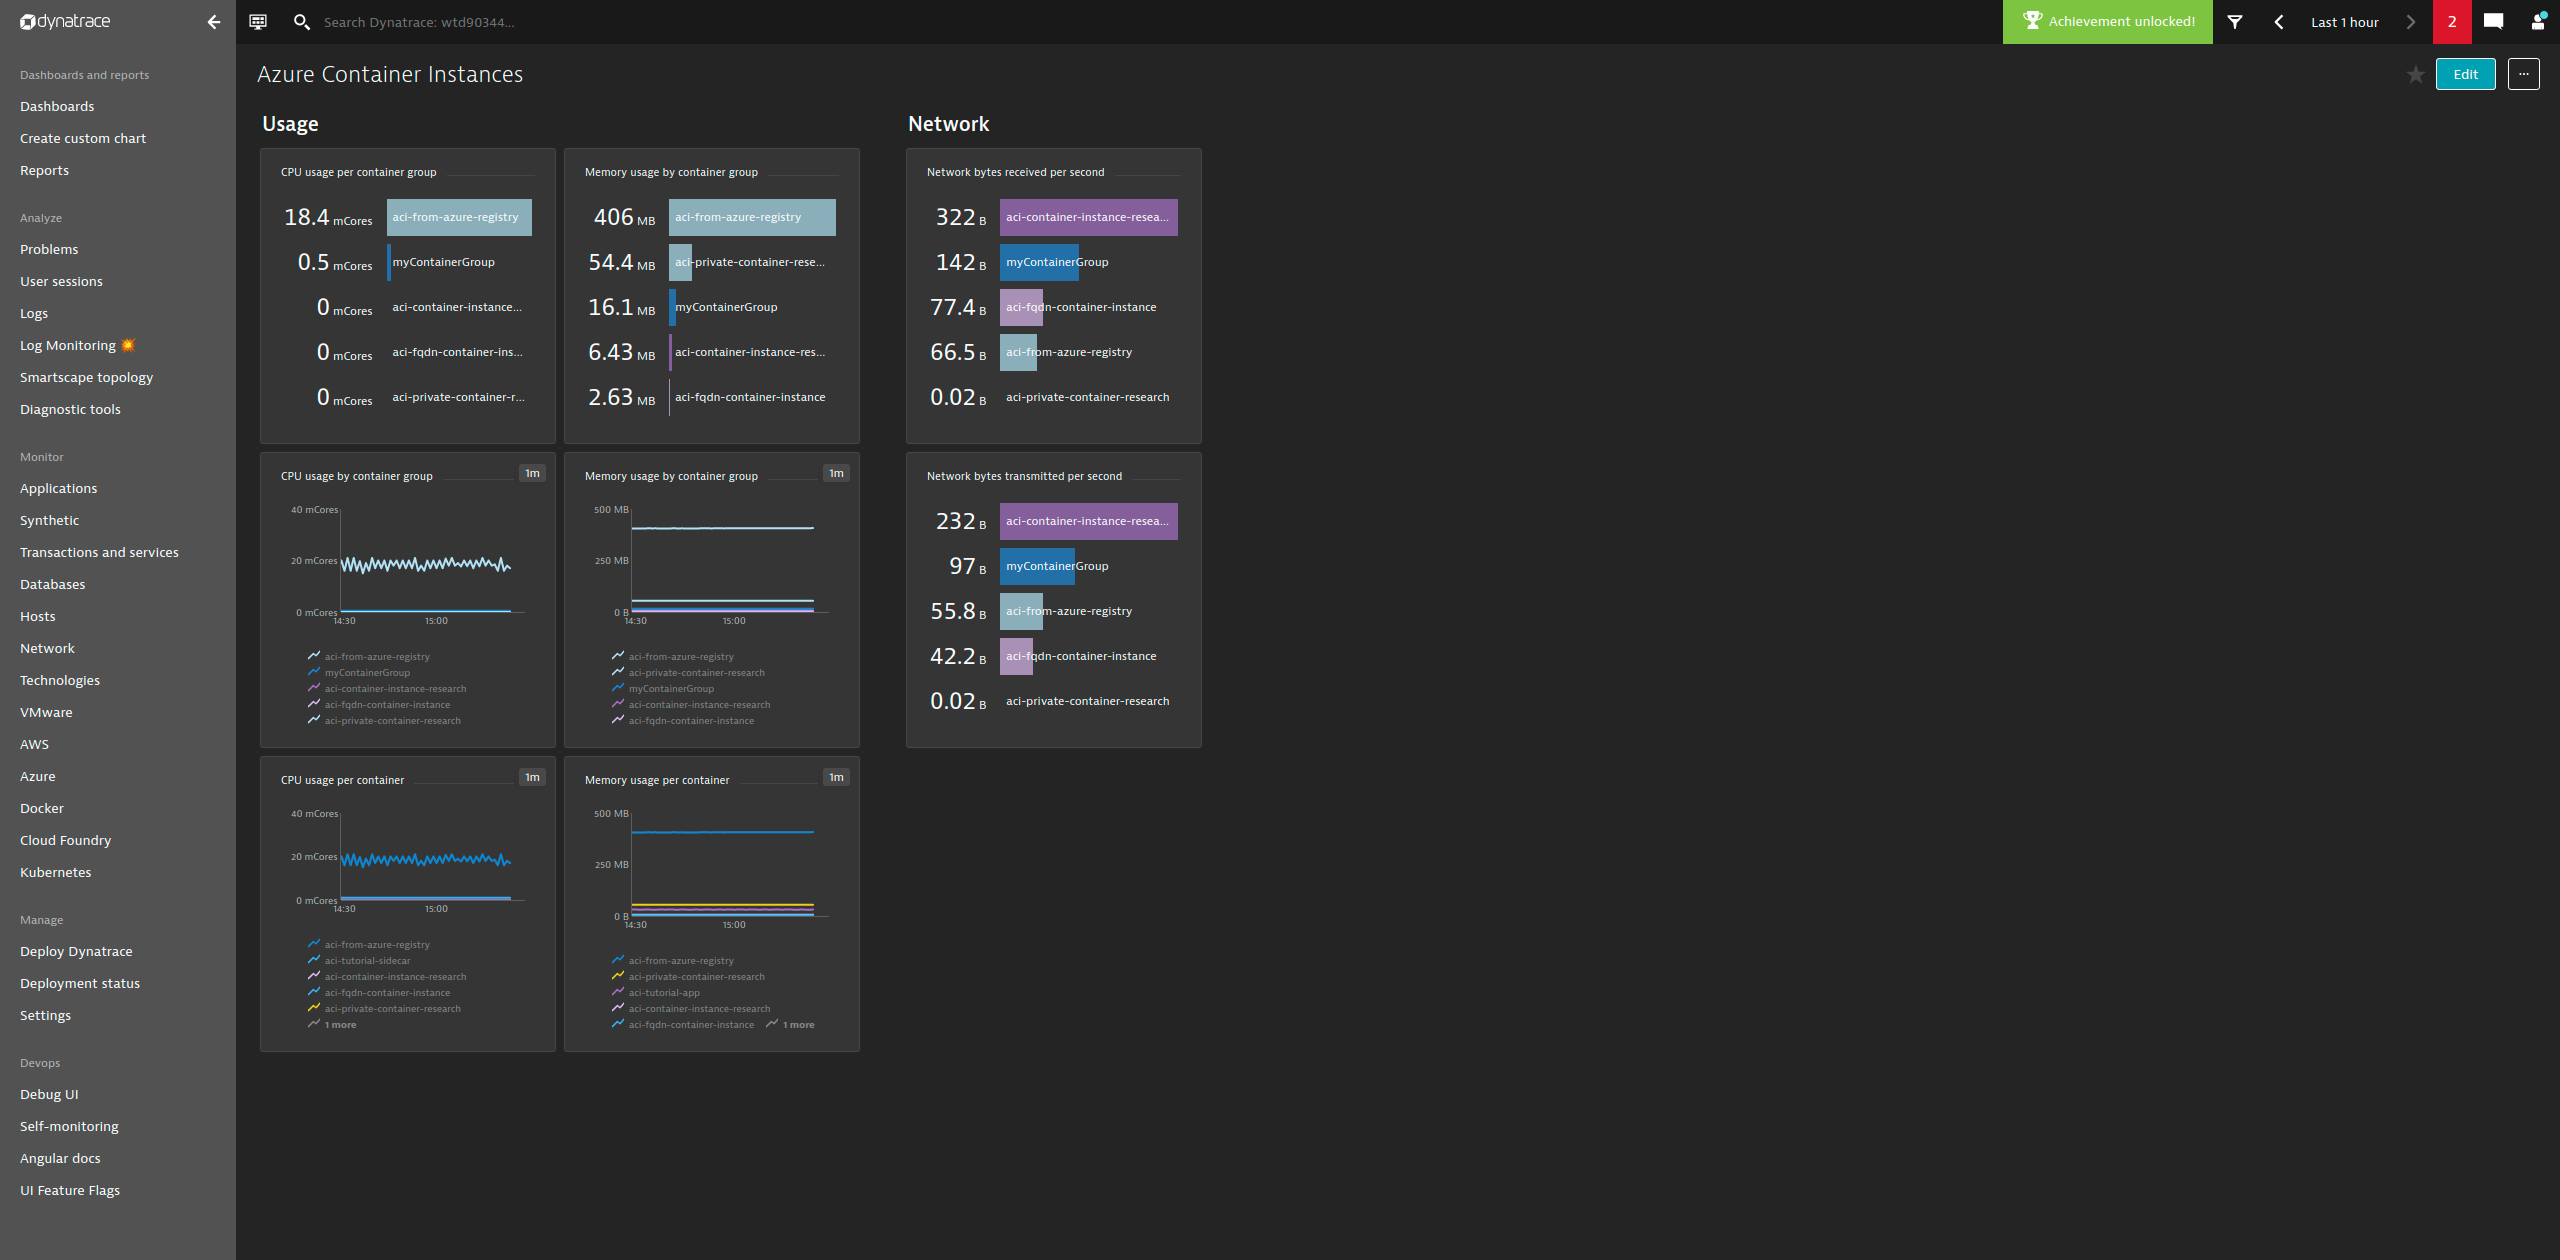 dynatrace
Dashboards and reports
Dashboards
Create custom chart
Reports
Analyze
Problems
User sessions
Logs
Log Monitoring 💥
Smartscape topology
Diagnostic tools
Monitor
Applications
Synthetic
Transactions and services
Databases
Hosts
Network
Technologies
VMware
AWS
Azure
Docker
Cloud Foundry
Kubernetes
Manage
Deploy Dynatrace
Deployment status
Settings
Devops
Debug UI
Self-monitoring
Angular docs
UI Feature Flags
Search Dynatrace: wtd90344...
Achievement unlocked!
Last 1 hour
2
Azure Container Instances
Edit
...
Usage
CPU usage per container group
18.4 mCores aci-from-azure-registry
0.5 mCores myContainerGroup
0 mCores aci-container-instance...
0 mCores aci-fqdn-container-ins...
0 mCores aci-private-container-r...
Memory usage by container group
406 MB aci-from-azure-registry
54.4 MB aci-private-container-rese...
16.1 MB myContainerGroup
6.43 MB aci-container-instance-res...
2.63 MB aci-fqdn-container-instance
CPU usage by container group 1m
40 mCores
20 mCores
0 mCores
14:30 15:00
aci-from-azure-registry
myContainerGroup
aci-container-instance-research
aci-fqdn-container-instance
aci-private-container-research
Memory usage by container group 1m
500 MB
250 MB
0 B
14:30 15:00
aci-from-azure-registry
aci-private-container-research
myContainerGroup
aci-container-instance-research
aci-fqdn-container-instance
CPU usage per container 1m
40 mCores
20 mCores
0 mCores
14:30 15:00
aci-from-azure-registry
aci-tutorial-sidecar
aci-container-instance-research
aci-fqdn-container-instance
aci-private-container-research
1 more
Memory usage per container 1m
500 MB
250 MB
0 B
14:30 15:00
aci-from-azure-registry
aci-private-container-research
aci-tutorial-app
aci-container-instance-research
aci-fqdn-container-instance 1 more
Network
Network bytes received per second
322 B aci-container-instance-resea...
142 B myContainerGroup
77.4 B aci-fqdn-container-instance
66.5 B aci-from-azure-registry
0.02 B aci-private-container-research
Network bytes transmitted per second
232 B aci-container-instance-resea...
97 B myContainerGroup
55.8 B aci-from-azure-registry
42.2 B aci-fqdn-container-instance
0.02 B aci-private-container-research